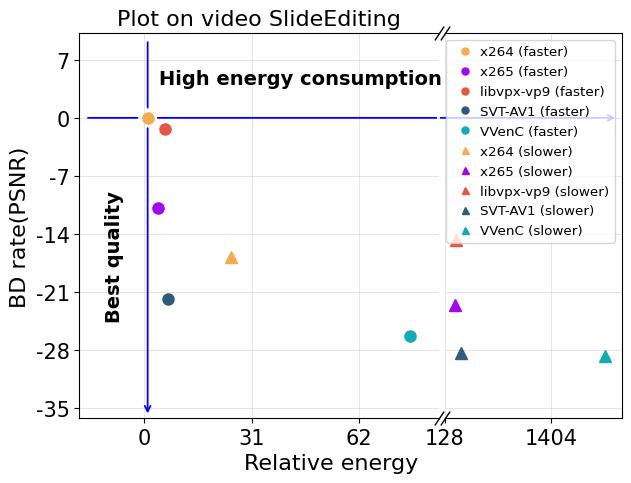 Plot on video SlideEditing
7
0
-7
-14
-21
-28
-35
BD rate(PSNR)
High energy consumption
Best quality
x264 (faster)
x265 (faster)
libvpx-vp9 (faster)
SVT-AV1 (faster)
VVenC (faster)
x264 (slower)
x265 (slower)
libvpx-vp9 (slower)
SVT-AV1 (slower)
VVenC (slower)
0 31 62 128 1404
Relative energy